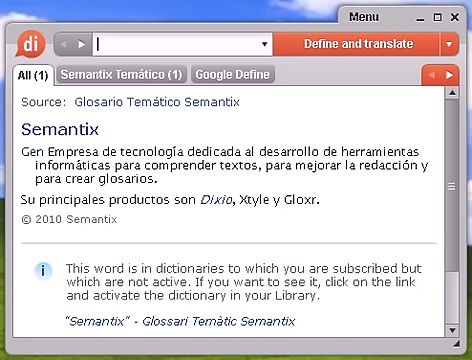 Menu
di
Define and translate
All (1)
Semantix Temático (1)
Google Define
Source: Glosario Temático Semantix
Semantix
Gen Empresa de tecnología dedicada al desarrollo de herramientas
informáticas para comprender textos, para mejorar la redacción y
para crear glosarios.
Su principales productos son Dixio, Xtyle y Gloxr.
© 2010 Semantix
i
This word is in dictionaries to which you are subscribed but
which are not active. If you want to see it, click on the link
and activate the dictionary in your Library.
"Semantix" - Glossari Temàtic Semantix